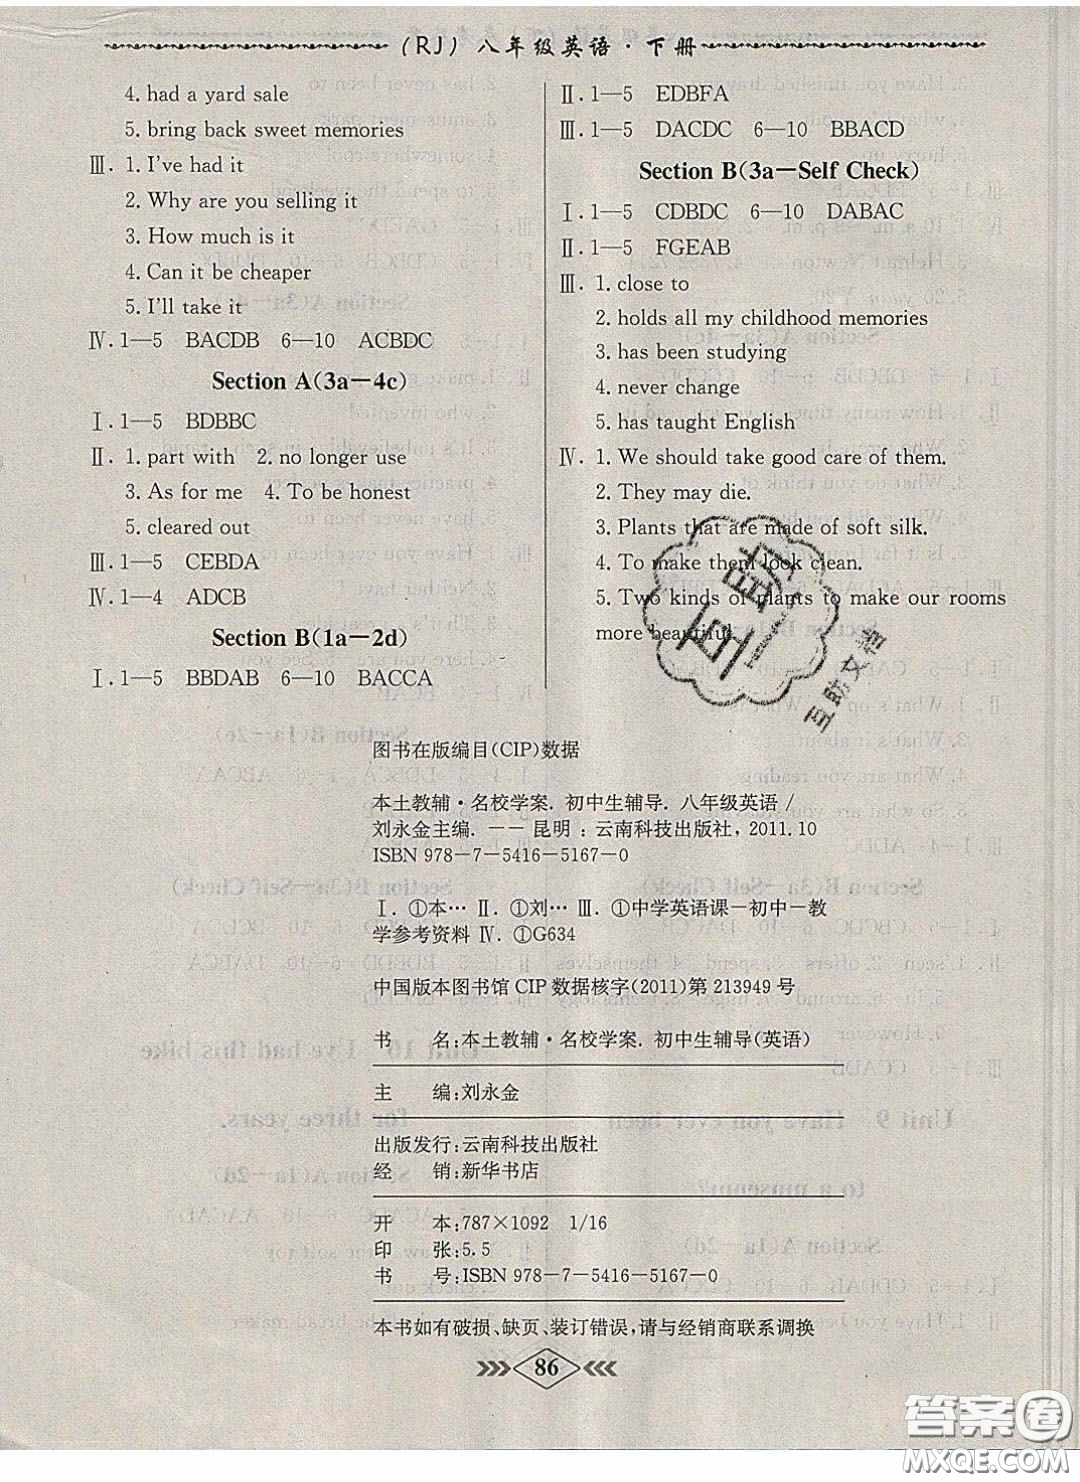 (RJ) 八年级英语·下册
4. had a yard sale
5. bring back sweet memories
Ⅲ. 1. I've had it
2. Why are you selling it
3. How much is it
4. Can it be cheaper
5. I'll take it
Ⅳ. 1—5 BACDB 6—10 ACBDC
Section A(3a—4c)
Ⅰ. 1—5 BDBBC
Ⅱ. 1. part with 2. no longer use
3. As for me 4. To be honest
5. cleared out
Ⅲ. 1—5 CEBDA
Ⅳ. 1—4 ADCB
Section B(1a—2d)
Ⅰ. 1—5 BBDAB 6—10 BACCA
Ⅱ. 1—5 EDBFA
Ⅲ. 1—5 DACDC 6—10 BBACD
Section B(3a—Self Check)
Ⅰ. 1—5 CDBDC 6—10 DABAC
Ⅱ. 1—5 FGEAB
Ⅲ. 1. close to
2. holds all my childhood memories
3. has been studying
4. never change
5. has taught English
Ⅳ. 1. We should take good care of them.
2. They may die.
3. Plants that are made of soft silk.
4. To make them look clean.
5. Two kinds of plants to make our rooms
more beautiful.
互助
互助文档
图书在版编目(CIP)数据
本土教辅·名校学案. 初中生辅导. 八年级英语 /
刘永金主编. —— 昆明 : 云南科技出版社, 2011.10
ISBN 978-7-5416-5167-0
Ⅰ. ①本… Ⅱ. ①刘… Ⅲ. ①中学英语课-初中-教
学参考资料 Ⅳ. ①G634
中国版本图书馆 CIP 数据核字(2011)第 213949 号
书 名:本土教辅·名校学案. 初中生辅导(英语)
主 编:刘永金
出版发行:云南科技出版社
经 销:新华书店
开 本:787×1092 1/16
印 张:5.5
书 号:ISBN 978-7-5416-5167-0
本书如有破损、缺页、装订错误,请与经销商联系调换
86
答案圈
MXQE.COM